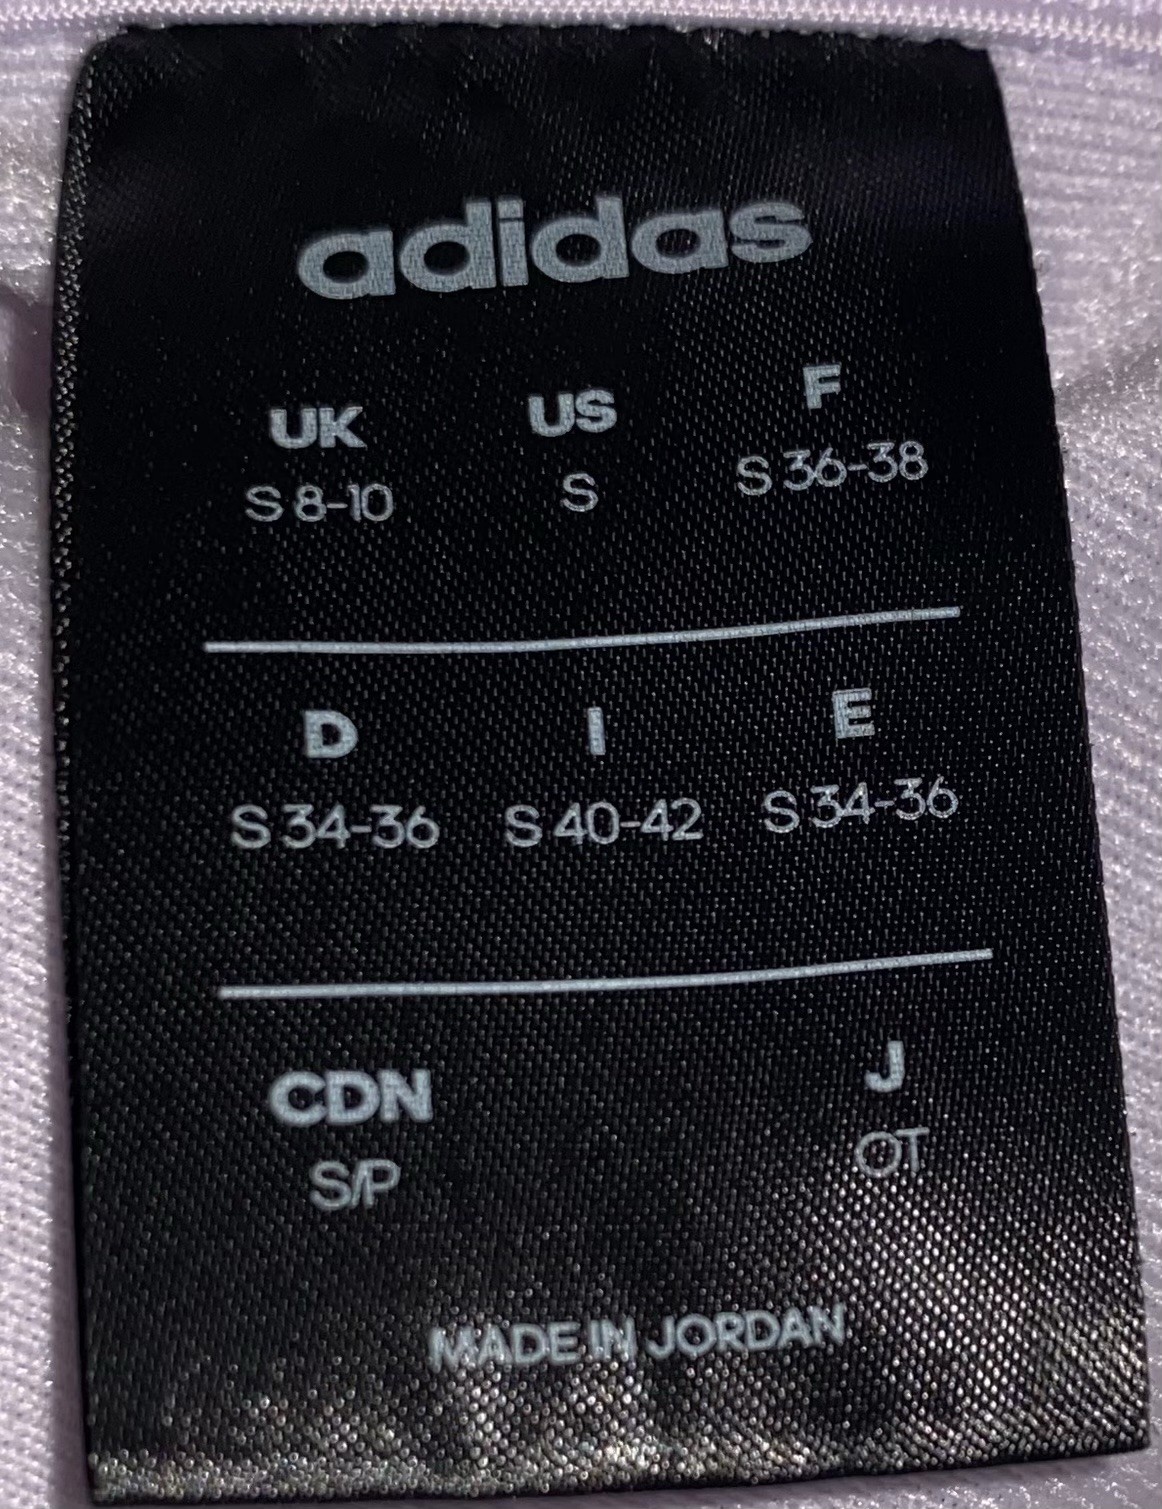 adidas
UK US F
S 8-10 S S 36-38
D I E
S 34-36 S 40-42 S 34-36
CDN J
S/P OT
MADE IN JORDAN